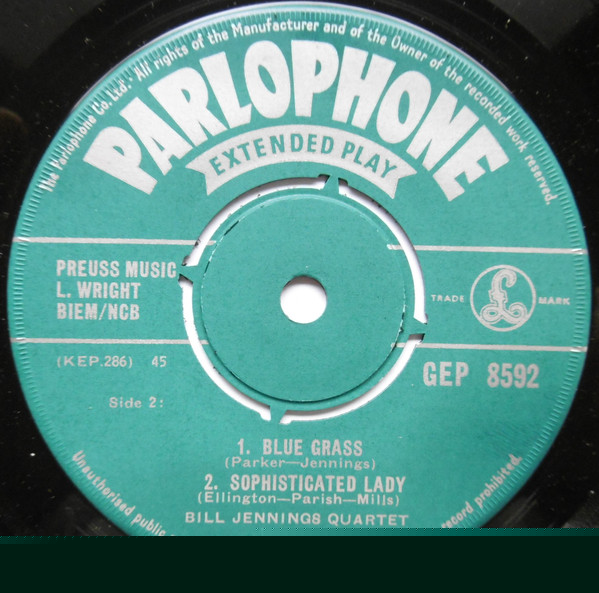 The Parlophone Co. Ltd. All rights of the Manufacturer and of the Owner of the recorded work reserved.
PARLOPHONE
EXTENDED PLAY
PREUSS MUSIC
L. WRIGHT
BIEM/NCB
TRADE £ MARK
(KEP.286) 45
GEP 8592
Side 2:
1. BLUE GRASS
(Parker—Jennings)
2. SOPHISTICATED LADY
(Ellington—Parish—Mills)
BILL JENNINGS QUARTET
Unauthorised public
record prohibited.